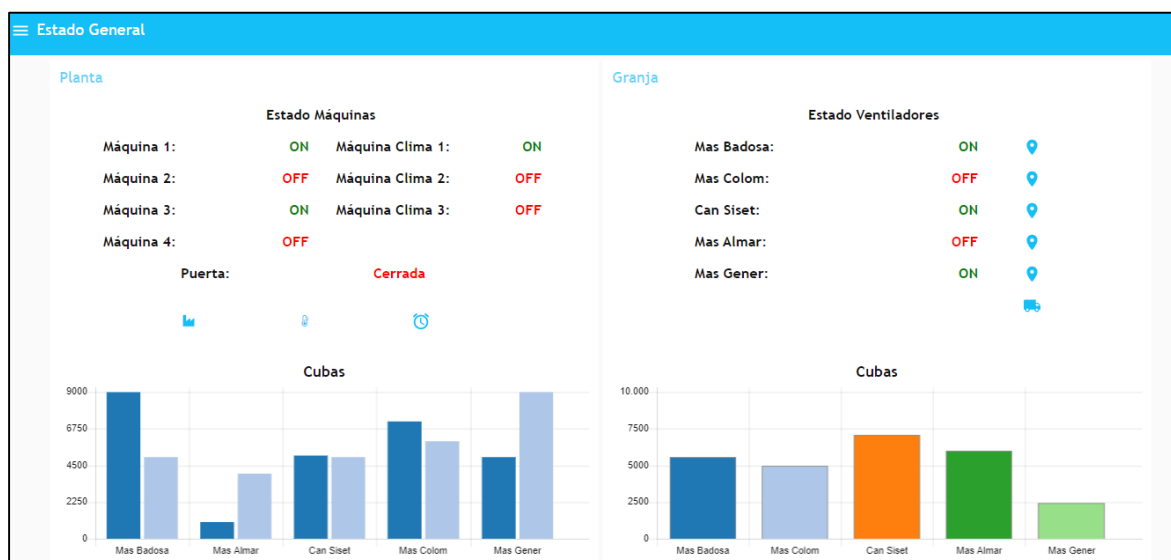 Estado General
Planta
Estado Máquinas
Máquina 1: ON Máquina Clima 1: ON
Máquina 2: OFF Máquina Clima 2: OFF
Máquina 3: ON Máquina Clima 3: OFF
Máquina 4: OFF
Puerta: Cerrada
Cubas
9000
6750
4500
2250
0
Mas Badosa Mas Almar Can Siset Mas Colom Mas Gener
Granja
Estado Ventiladores
Mas Badosa: ON
Mas Colom: OFF
Can Siset: ON
Mas Almar: OFF
Mas Gener: ON
Cubas
10.000
7500
5000
2500
0
Mas Badosa Mas Colom Can Siset Mas Almar Mas Gener